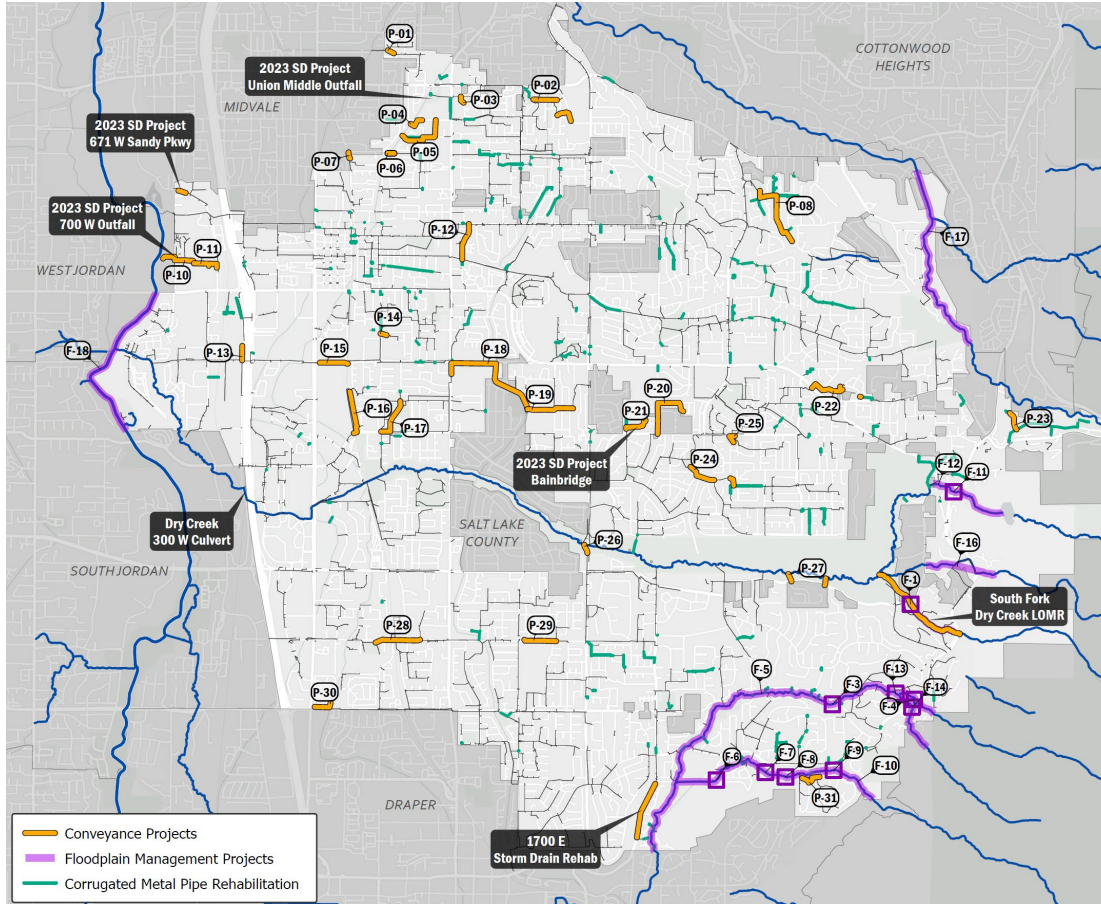 P-01
COTTONWOOD
HEIGHTS
2023 SD Project
Union Middle Outfall
P-02
P-03
MIDVALE
P-04
2023 SD Project
671 W Sandy Pkwy
P-05
P-07
P-06
2023 SD Project
700 W Outfall
P-08
P-12
F-17
P-11
WEST JORDAN
P-10
P-14
F-18
P-13
P-15
P-18
P-19
P-20
P-16
P-21
P-22
P-17
P-25
P-23
2023 SD Project
Bainbridge
P-24
F-12
F-11
Dry Creek
300 W Culvert
SALT LAKE
COUNTY
P-26
F-16
SOUTH JORDAN
P-27
F-1
South Fork
Dry Creek LOMR
P-28
P-29
F-5
F-13
F-3
F-14
P-30
F-4
F-6
F-7
F-8
F-9
F-10
P-31
DRAPER
1700 E
Storm Drain Rehab
Conveyance Projects
Floodplain Management Projects
Corrugated Metal Pipe Rehabilitation